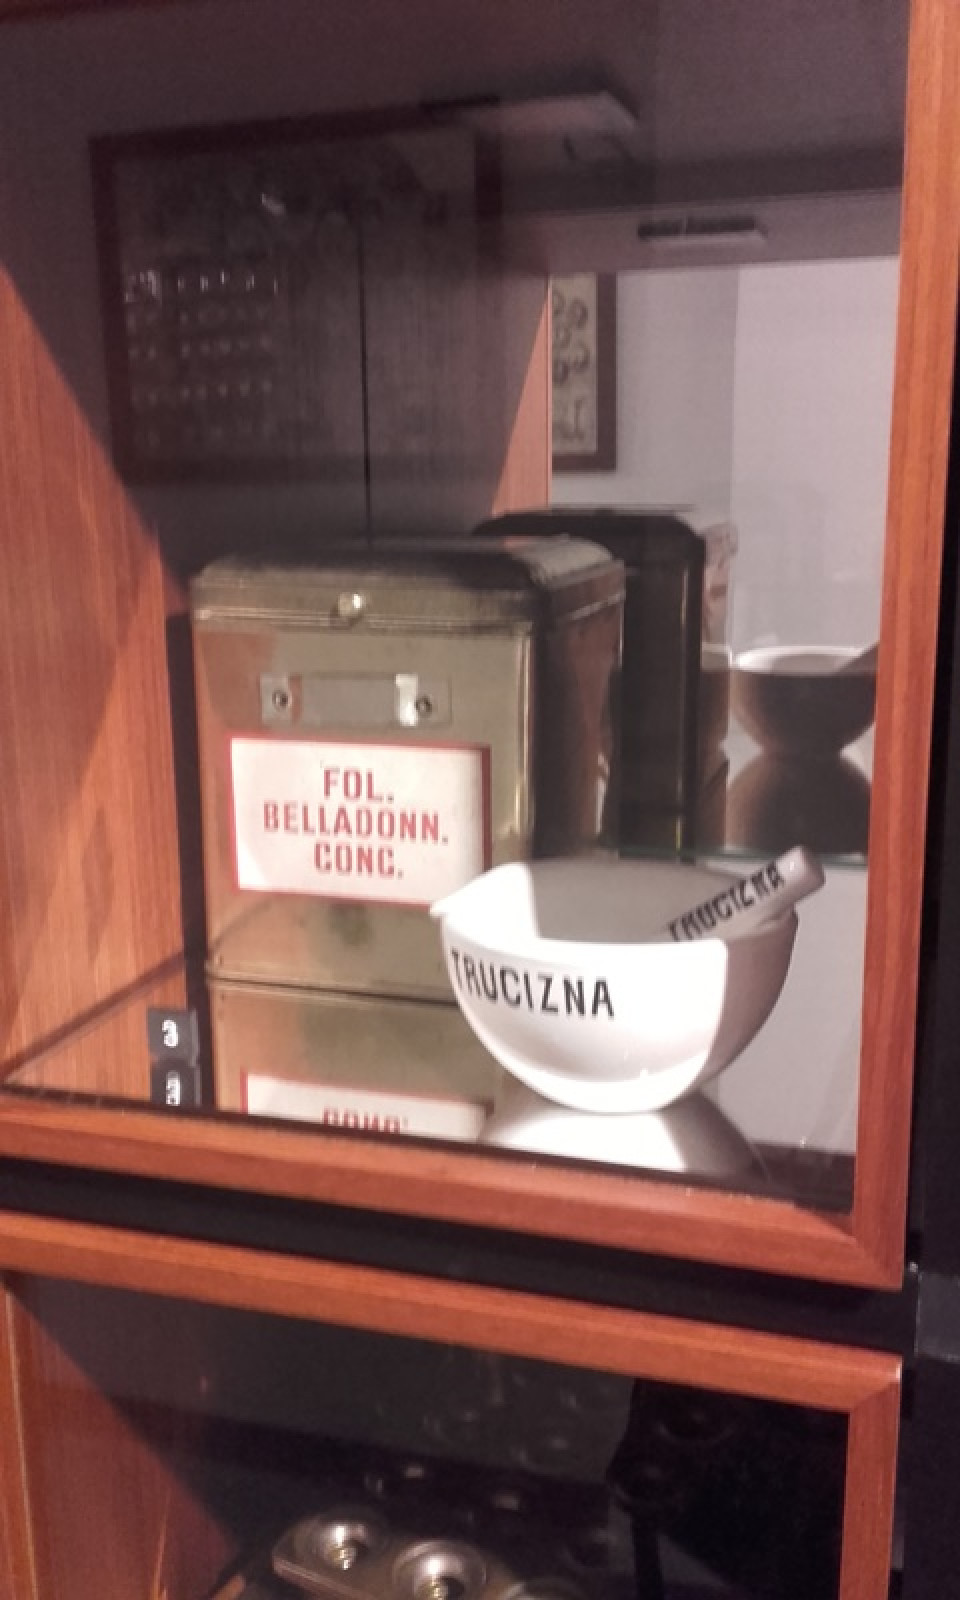 FOL.
BELLADONN.
CONC.
TRUCIZNA
TRUCIZNA
3